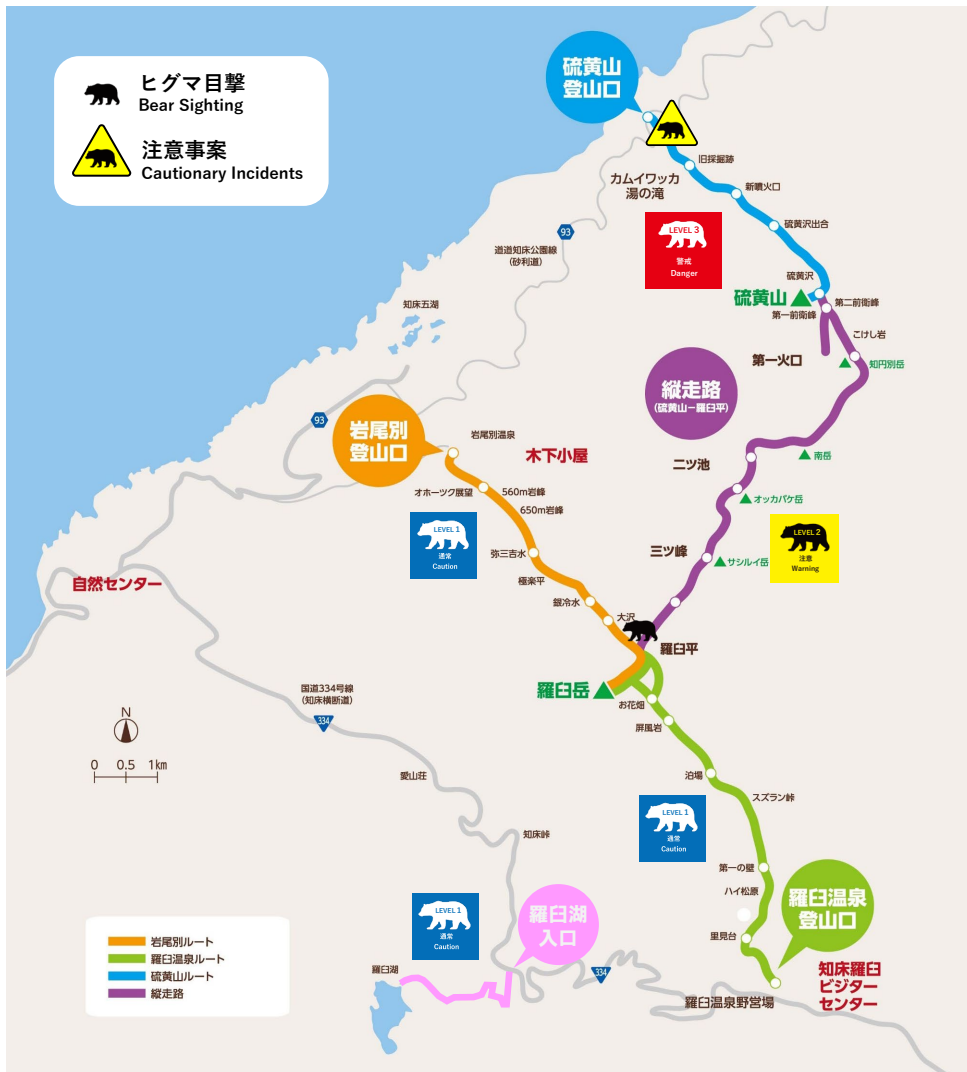 ヒグマ目撃
Bear Sighting
注意事案
Cautionary Incidents
硫黄山
登山口
旧採掘跡
カムイワッカ
湯の滝
新噴火口
硫黄沢出合
93
道道知床公園線
(砂利道)
LEVEL 3
警戒
Danger
硫黄沢
硫黄山
第二前衛峰
第一前衛峰
知床五湖
こけし岩
第一火口
知円別岳
縦走路
(硫黄山ー羅臼平)
93
岩尾別
登山口
岩尾別温泉
木下小屋
二ツ池
南岳
オホーツク展望
560m岩峰
650m岩峰
オッカバケ岳
LEVEL 1
通常
Caution
LEVEL 2
注意
Warning
弥三吉水
三ツ峰
サシルイ岳
極楽平
自然センター
銀冷水
大沢
羅臼平
羅臼岳
国道334号線
(知床横断道)
334
お花畑
屏風岩
N
0 0.5 1km
愛山荘
泊場
スズラン峠
LEVEL 1
通常
Caution
知床峠
第一の壁
ハイ松原
羅臼温泉
登山口
LEVEL 1
通常
Caution
羅臼湖
入口
里見台
岩尾別ルート
羅臼温泉ルート
硫黄山ルート
縦走路
羅臼湖
334
知床羅臼
ビジター
センター
羅臼温泉野営場